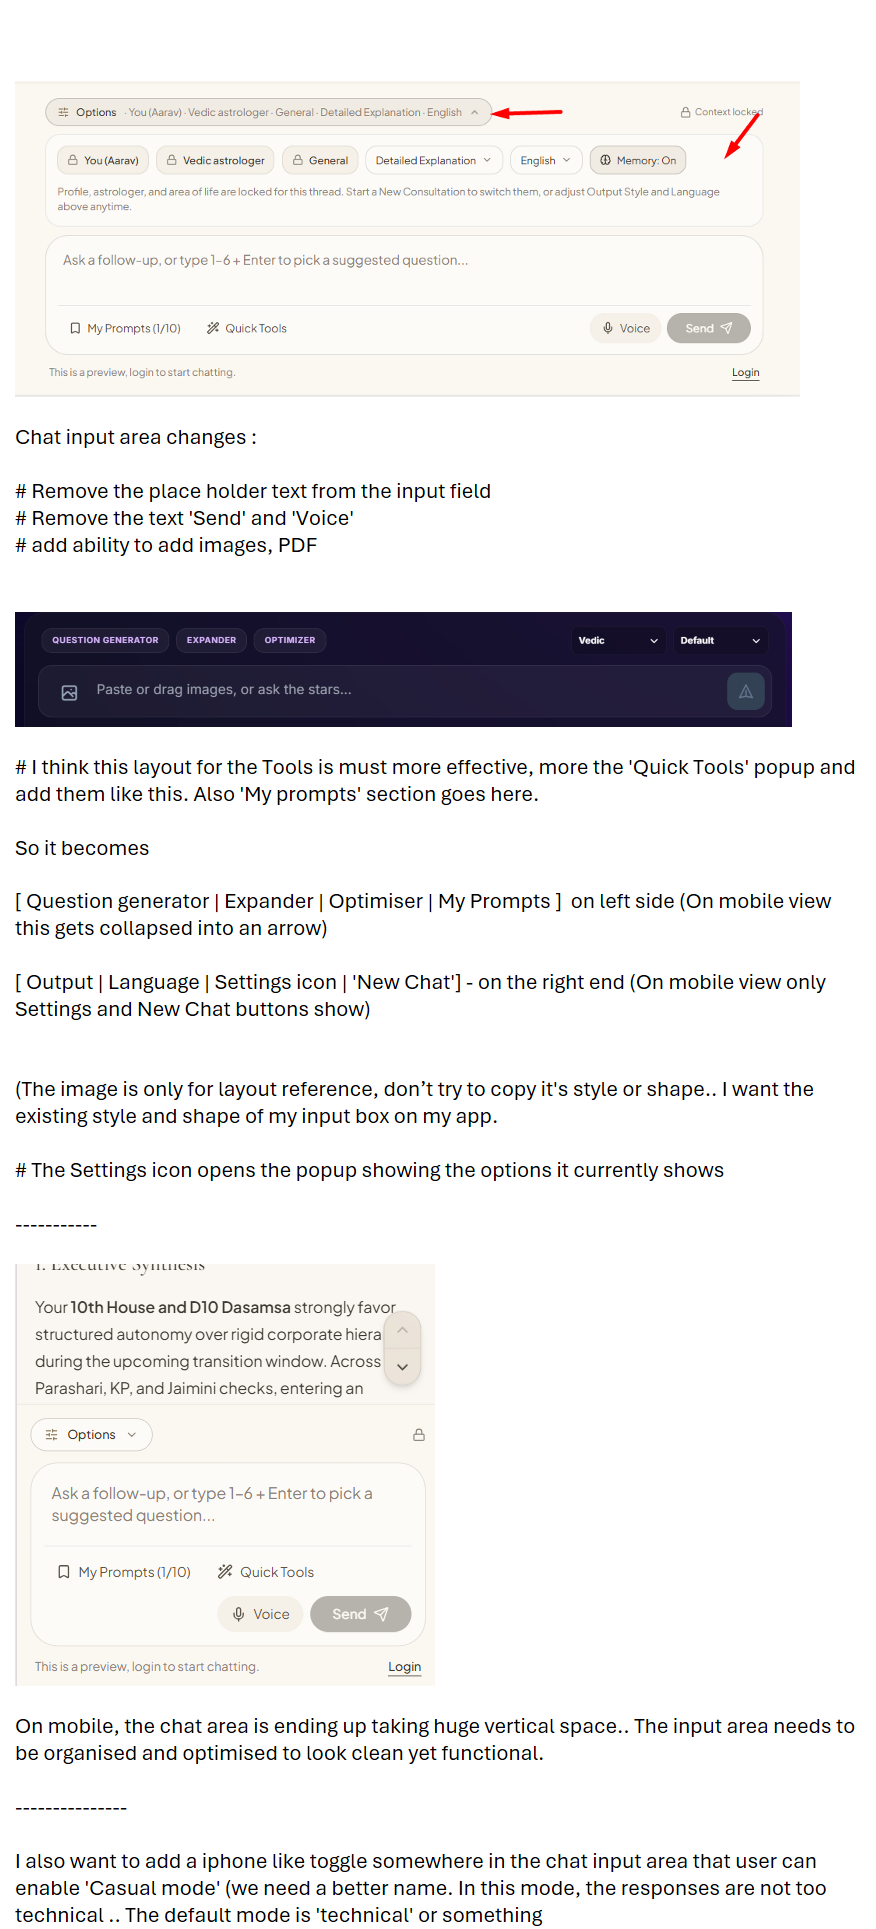 Options · You (Aarav) · Vedic astrologer · General · Detailed Explanation · English
Context locked
You (Aarav)
Vedic astrologer
General
Detailed Explanation
English
Memory: On
Profile, astrologer, and area of life are locked for this thread. Start a New Consultation to switch them, or adjust Output Style and Language
above anytime.
Ask a follow-up, or type 1–6 + Enter to pick a suggested question...
My Prompts (1/10)
Quick Tools
Voice
Send
This is a preview, login to start chatting.
Login
Chat input area changes :
# Remove the place holder text from the input field
# Remove the text 'Send' and 'Voice'
# add ability to add images, PDF
QUESTION GENERATOR
EXPANDER
OPTIMIZER
Vedic
Default
Paste or drag images, or ask the stars...
# I think this layout for the Tools is must more effective, more the 'Quick Tools' popup and
add them like this. Also 'My prompts' section goes here.
So it becomes
[ Question generator | Expander | Optimiser | My Prompts ]  on left side (On mobile view
this gets collapsed into an arrow)
[ Output | Language | Settings icon | 'New Chat'] - on the right end (On mobile view only
Settings and New Chat buttons show)
(The image is only for layout reference, don’t try to copy it's style or shape.. I want the
existing style and shape of my input box on my app.
# The Settings icon opens the popup showing the options it currently shows
-----------
1. Executive Synthesis
Your 10th House and D10 Dasamsa strongly favor
structured autonomy over rigid corporate hiera
during the upcoming transition window. Across
Parashari, KP, and Jaimini checks, entering an
Options
Ask a follow-up, or type 1–6 + Enter to pick a
suggested question...
My Prompts (1/10)
Quick Tools
Voice
Send
This is a preview, login to start chatting.
Login
On mobile, the chat area is ending up taking huge vertical space.. The input area needs to
be organised and optimised to look clean yet functional.
---------------
I also want to add a iphone like toggle somewhere in the chat input area that user can
enable 'Casual mode' (we need a better name. In this mode, the responses are not too
technical .. The default mode is 'technical' or something